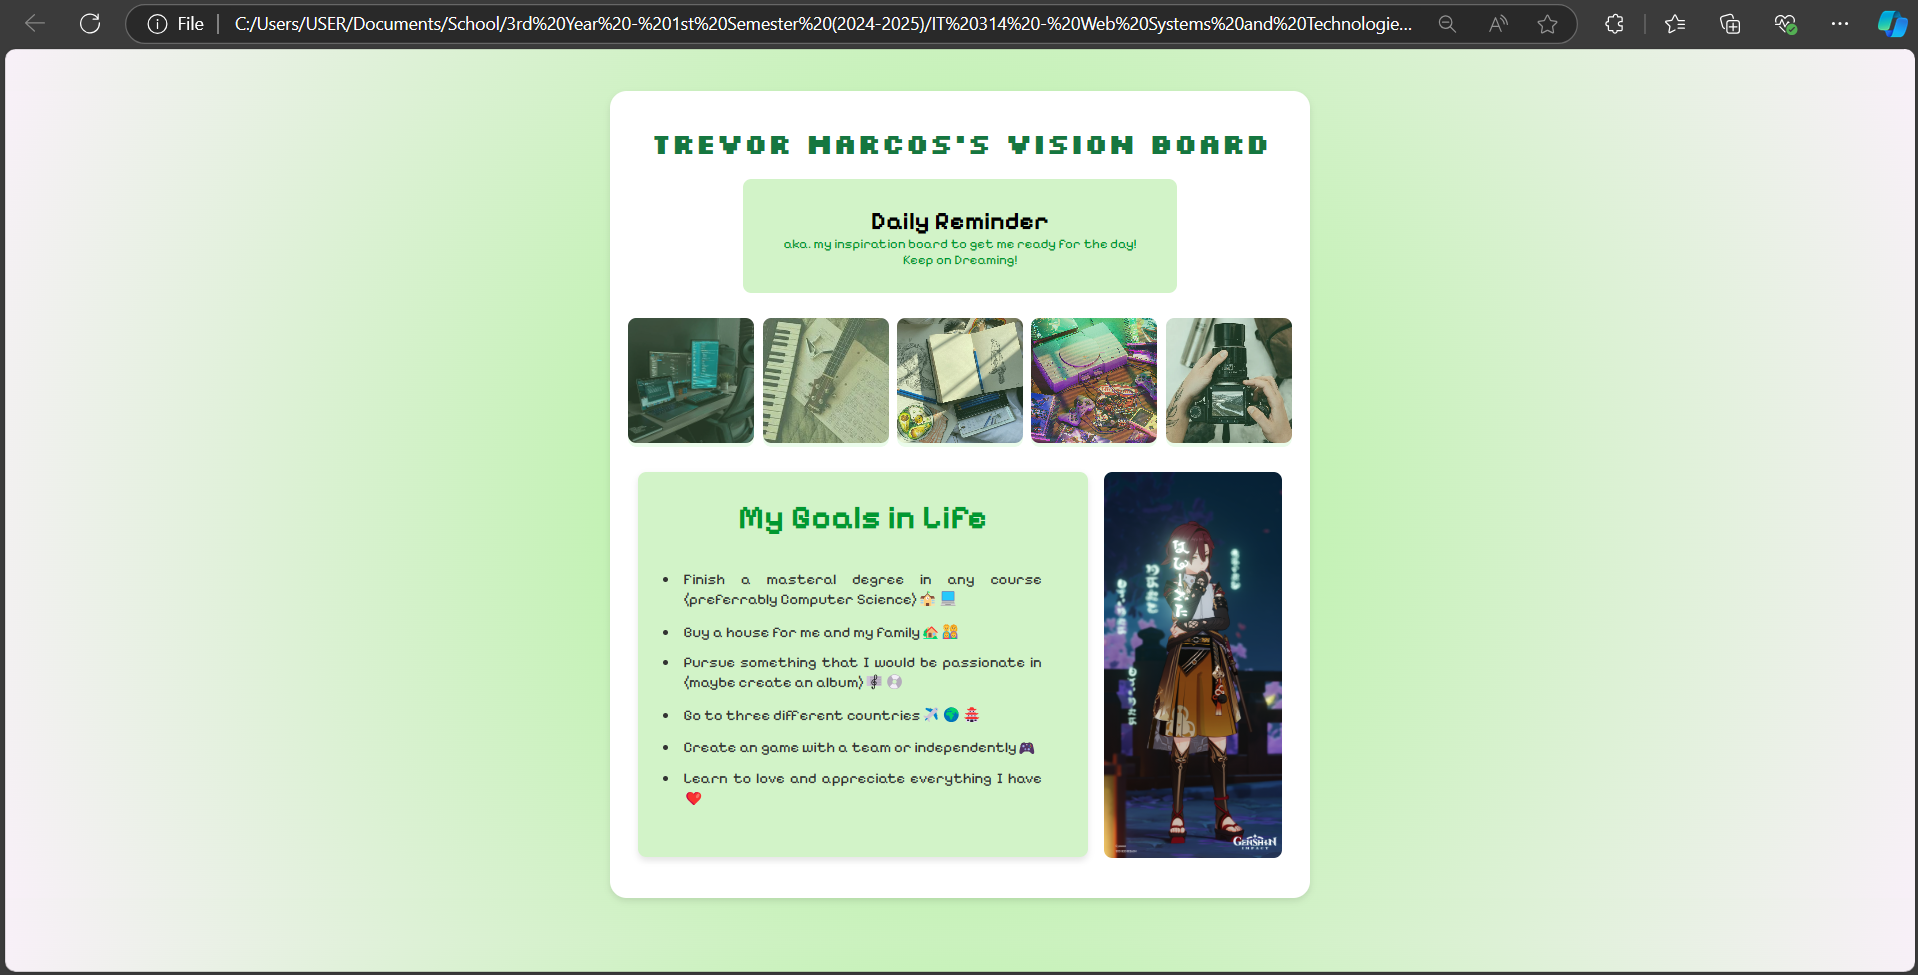 File
C:/Users/USER/Documents/School/3rd%20Year%20-%201st%20Semester%20(2024-2025)/IT%20314%20-%20Web%20Systems%20and%20Technologie...
TREVOR MARCOS'S VISION BOARD
Daily Reminder
aka. my inspiration board to get me ready for the day!
Keep on Dreaming!
My Goals in Life
• Finish a masteral degree in any course
(preferrably Computer Science) 🏫 💻
• Buy a house for me and my family 🏡 👨‍👩‍👧‍👦
• Pursue something that I would be passionate in
(maybe create an album) 🎼 💿
• Go to three different countries ✈️ 🌍 🏯
• Create an game with a team or independently 🎮
• Learn to love and appreciate everything I have
❤️
GENSHIN
IMPACT